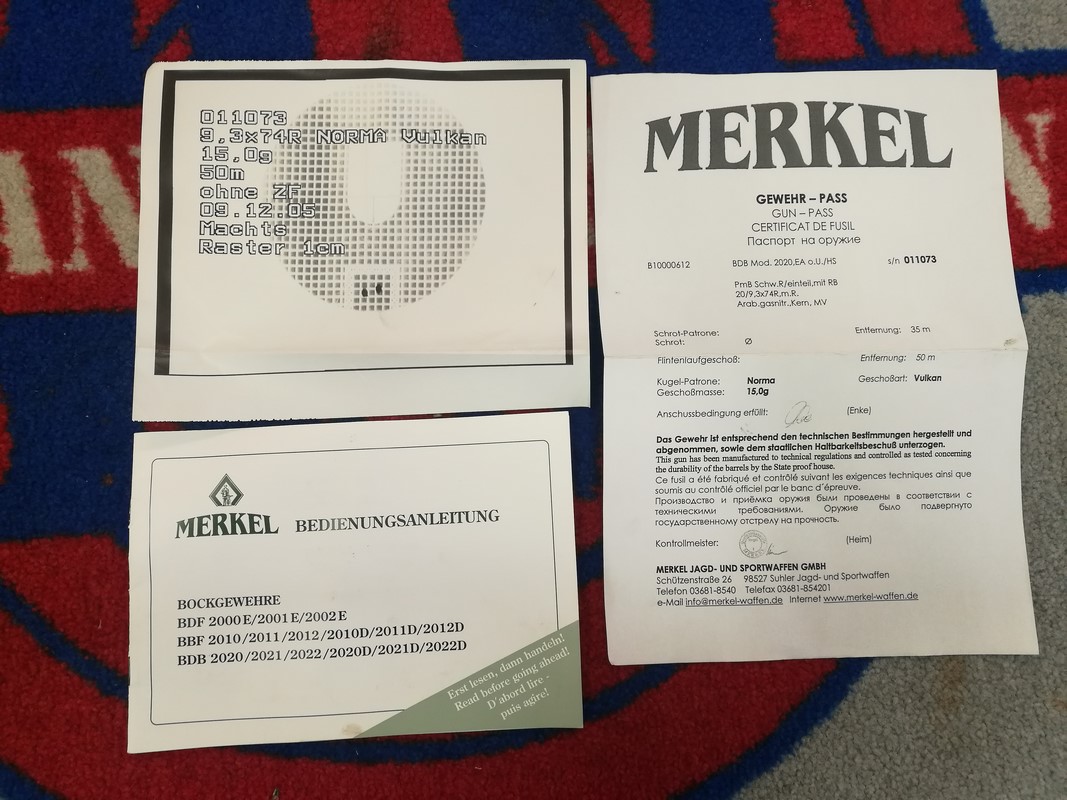 011073
9,3x74R NORMA Vulkan
15,0g
50m
ohne ZF
09.12.05
Machts
Raster 1cm
MERKEL BEDIENUNGSANLEITUNG
BOCKGEWEHRE
BDF 2000 E/2001 E/2002 E
BBF 2010/2011/2012/2010D/2011D/2012D
BDB 2020/2021/2022/2020D/2021D/2022D
Erst lesen, dann handeln!
Read before going ahead!
D'abord lire -
puis agire!
MERKEL
GEWEHR – PASS
GUN – PASS
CERTIFICAT DE FUSIL
Паспорт на оружие
B10000612 BDB Mod. 2020,EA o.U./HS s/n 011073
PmB Schw.R/einteil,mit RB
20/9,3x74R,m.R.
Arab.gasnitr.,Kern, MV
Schrot-Patrone: Entfernung: 35 m
Schrot: Ø
Flintenlaufgeschoß: Entfernung: 50 m
Kugel-Patrone: Norma Geschoßart: Vulkan
Geschoßmasse: 15,0g
Anschussbedingung erfüllt: (Enke)
Das Gewehr ist entsprechend den technischen Bestimmungen hergestellt und
abgenommen, sowie dem staatlichen Haltbarkeitsbeschuß unterzogen.
This gun has been manufactured to technical regulations and controlled as tested concerning
the durability of the barrels by the State proof house.
Ce fusil a été fabriqué et contrôlé suivant les exigences techniques ainsi que
soumis au contrôlé officiel par le banc d'épreuve.
Производство и приёмка оружия были проведены в соответствии с
техническими требованиями. Оружие было подвергнуто
государственному отстрелу на прочность.
Kontrollmeister: (Heim)
MERKEL JAGD- UND SPORTWAFFEN GMBH
Schützenstraße 26 98527 Suhler Jagd- und Sportwaffen
Telefon 03681-8540 Telefax 03681-854201
e-Mail info@merkel-waffen.de Internet www.merkel-waffen.de